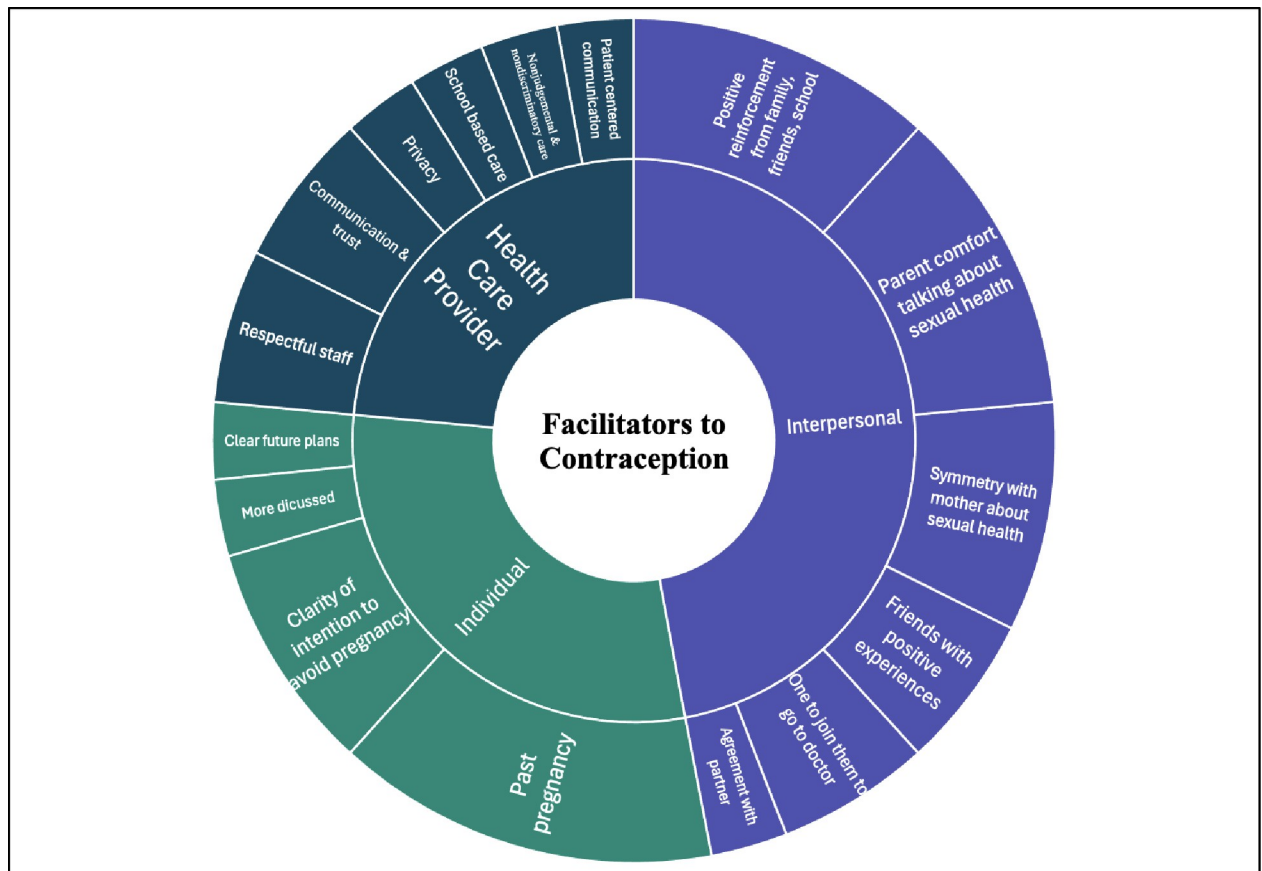 Facilitators to
Contraception
Interpersonal
Positive
reinforcement
from family,
friends, school
Parent comfort
talking about
sexual health
Symmetry with
mother about
sexual health
Friends with
positive
experiences
One to join them to
go to doctor
Agreement with
partner
Individual
Past
pregnancy
Clarity of
intention to
avoid pregnancy
More dicussed
Clear future plans
Health
Care
Provider
Respectful staff
Communication &
trust
Privacy
School based care
Nonjudgemental &
nondiscriminatory care
Patient centered
communication